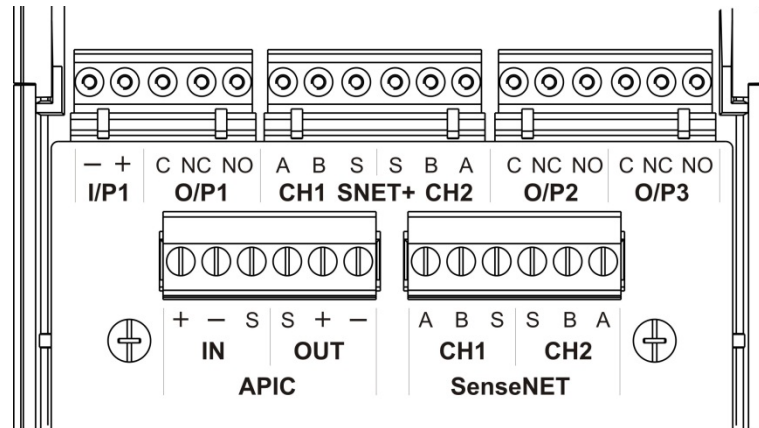 − + C NC NO A B S S B A C NC NO C NC NO
I/P1 O/P1 CH1 SNET+ CH2 O/P2 O/P3
+ − S S + − A B S S B A
IN OUT CH1 CH2
APIC SenseNET